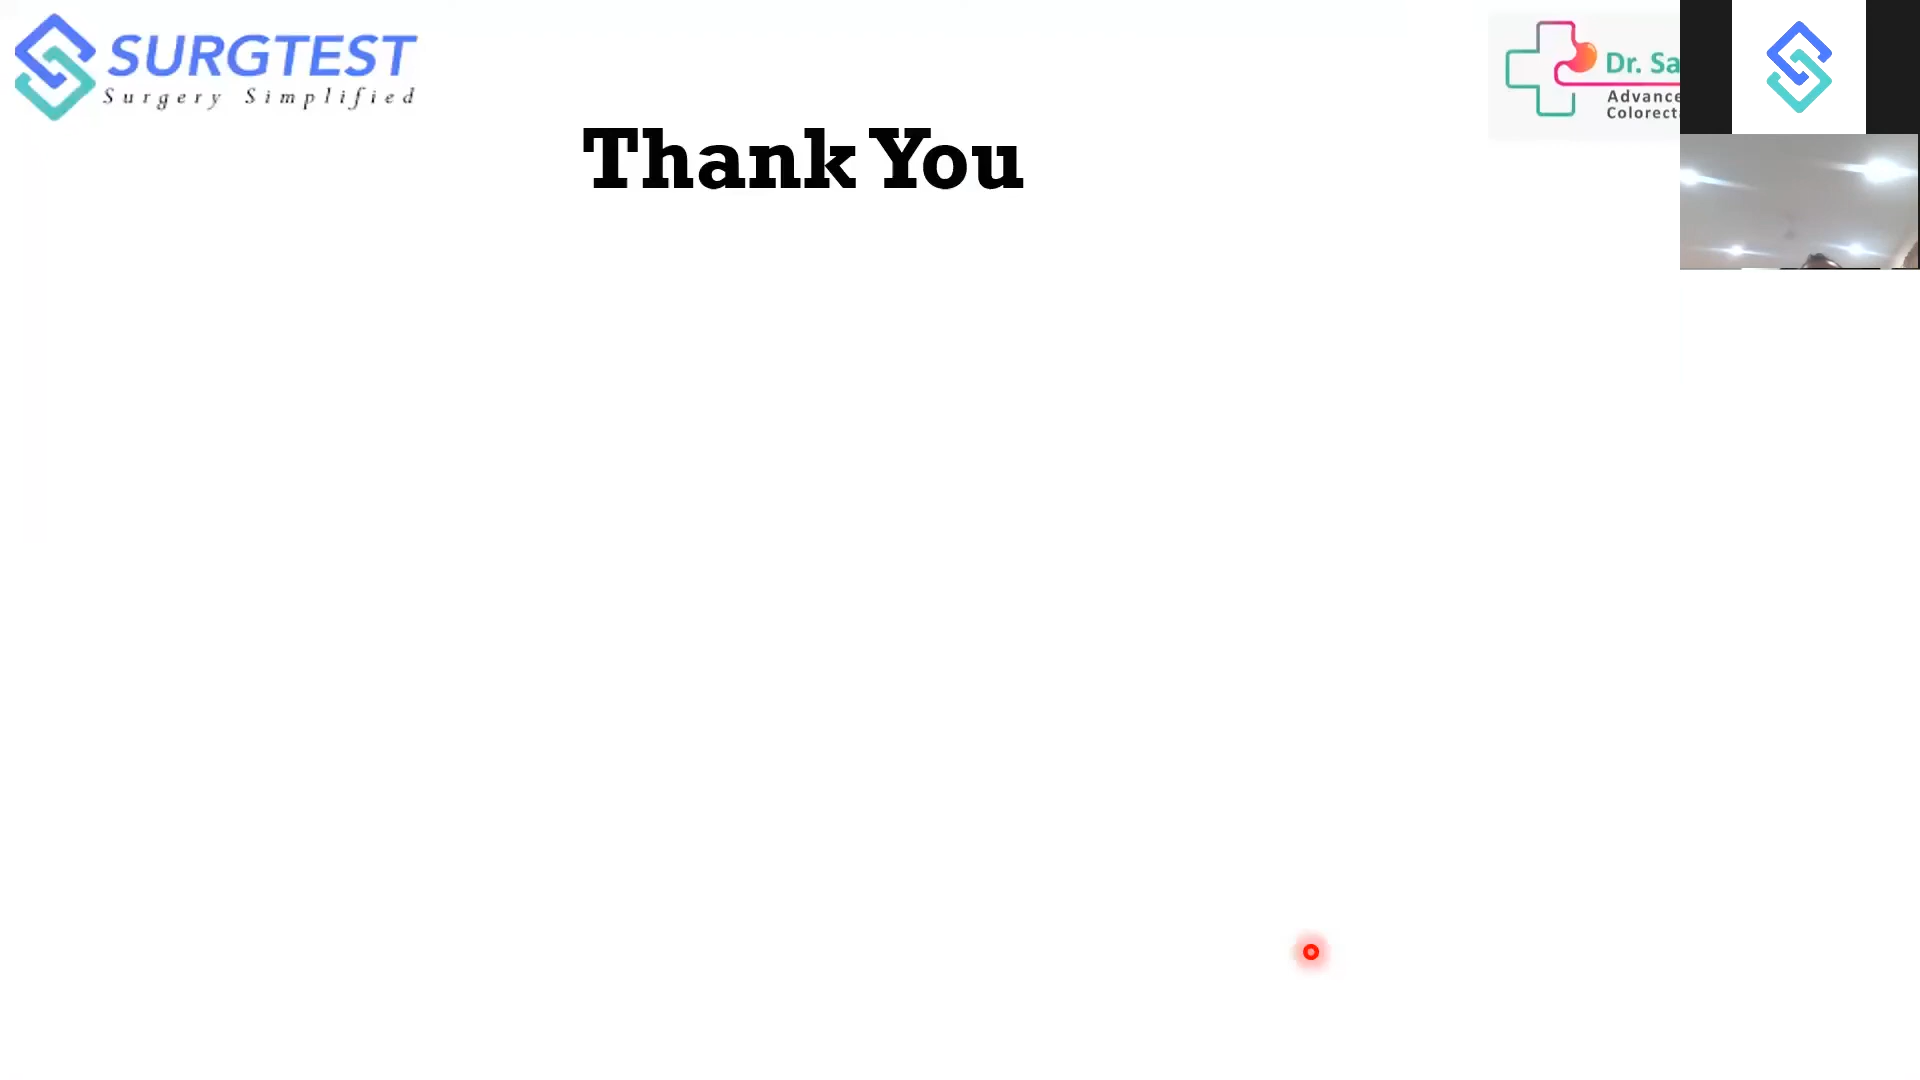 SURGTEST
Surgery Simplified
Dr. Sa
Advance
Colorect
Thank You